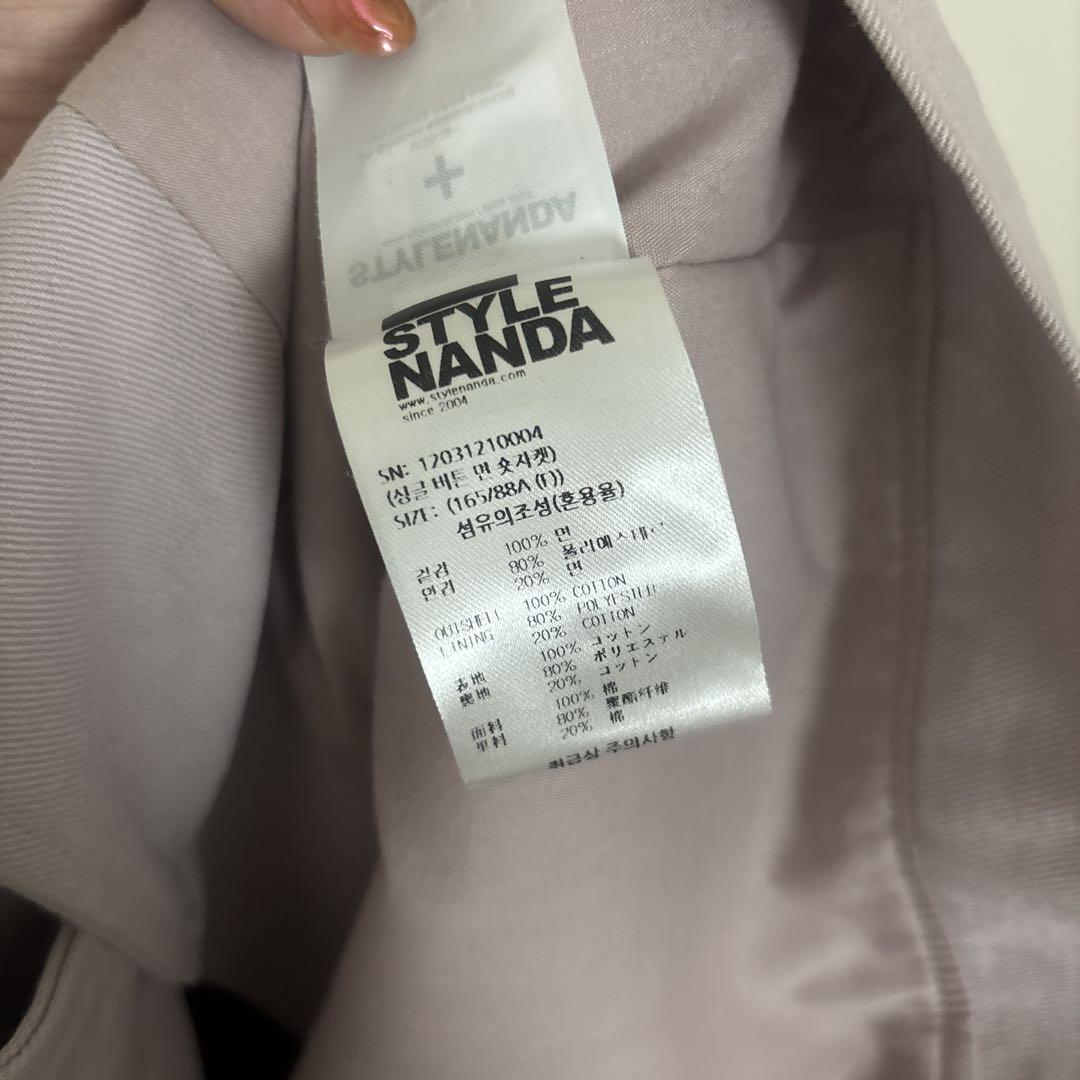 STYLENANDA
STYLE
NANDA
www.stylenanda.com
since 2004
SN: 12031210004
(싱글 버튼 면 숏자켓)
SIZE: (165/88A (F))
섬유의조성(혼용율)
겉감 100% 면
안감 80% 폴리에스테르
20% 면
OUTSHELL 100% COTTON
LINING 80% POLYESTER
20% COTTON
表地 100% コットン
裏地 80% ポリエステル
20% コットン
面料 100% 棉
里料 80% 聚酯纤维
20% 棉
취급상 주의사항